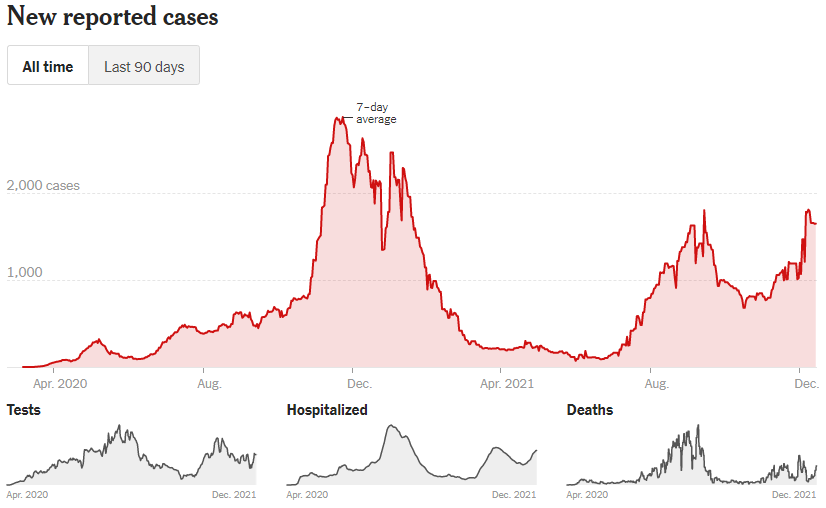 New reported cases
All time
Last 90 days
7–day
average
2,000 cases
1,000
Apr. 2020
Aug.
Dec.
Apr. 2021
Aug.
Dec.
Tests
Hospitalized
Deaths
Apr. 2020
Dec. 2021
Apr. 2020
Dec. 2021
Apr. 2020
Dec. 2021